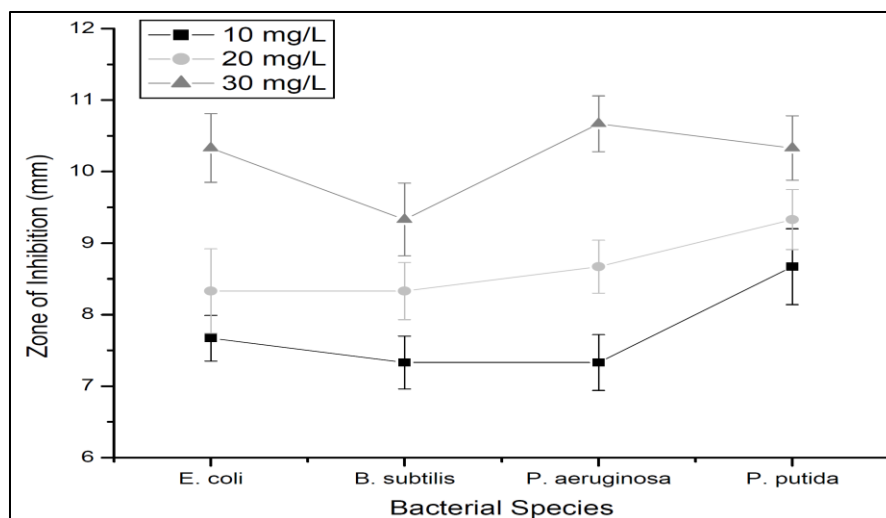 12
11
10
9
8
7
6
Zone of Inhibition (mm)
10 mg/L
20 mg/L
30 mg/L
E. coli B. subtilis P. aeruginosa P. putida
Bacterial Species